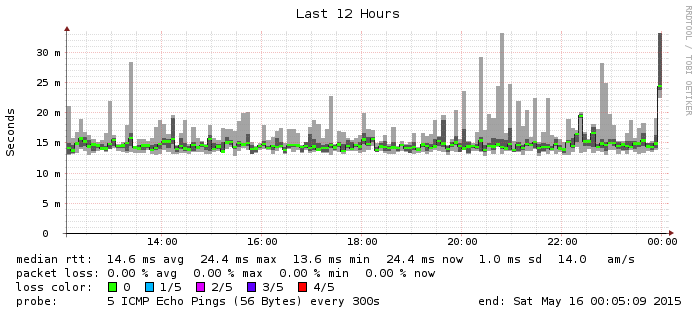 Last 12 Hours
RRDTOOL / TOBI OETIKER
Seconds
30 m
25 m
20 m
15 m
10 m
5 m
0
14:00 16:00 18:00 20:00 22:00 00:00
median rtt: 14.6 ms avg 24.4 ms max 13.6 ms min 24.4 ms now 1.0 ms sd 14.0 am/s
packet loss: 0.00 % avg 0.00 % max 0.00 % min 0.00 % now
loss color: 0 1/5 2/5 3/5 4/5
probe: 5 ICMP Echo Pings (56 Bytes) every 300s end: Sat May 16 00:05:09 2015